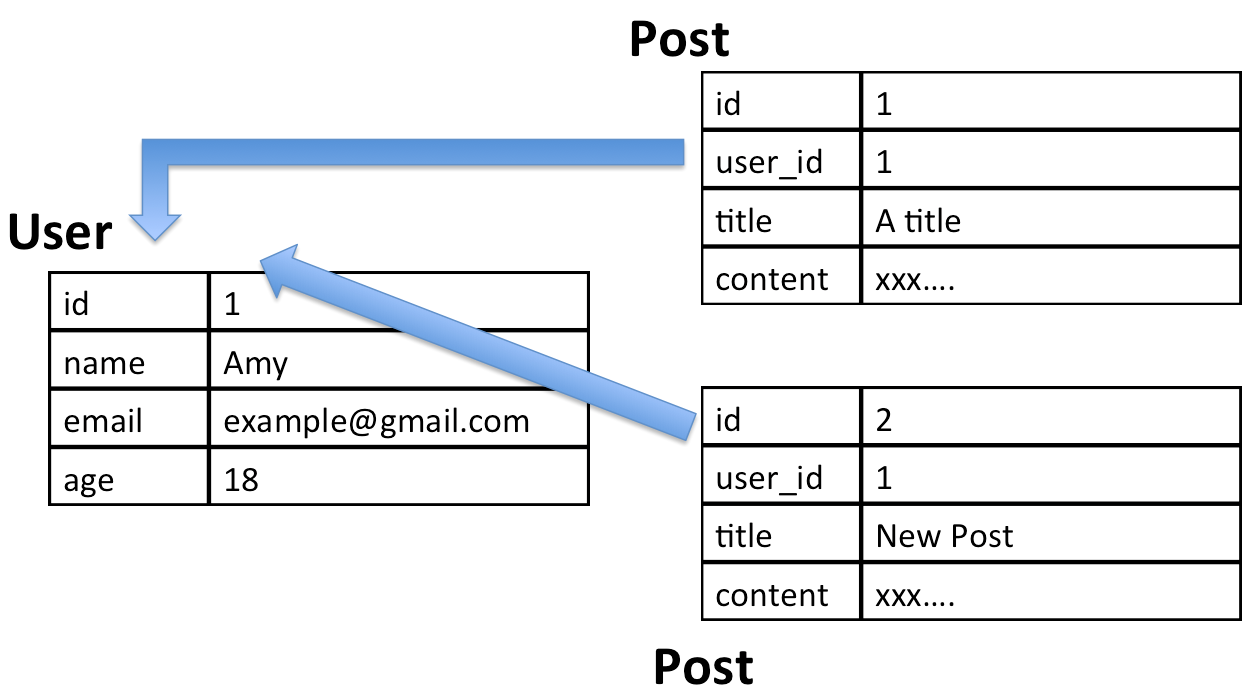 Post
id 1
user_id 1
title A title
content xxx....
User
id 1
name Amy
email example@gmail.com
age 18
id 2
user_id 1
title New Post
content xxx....
Post